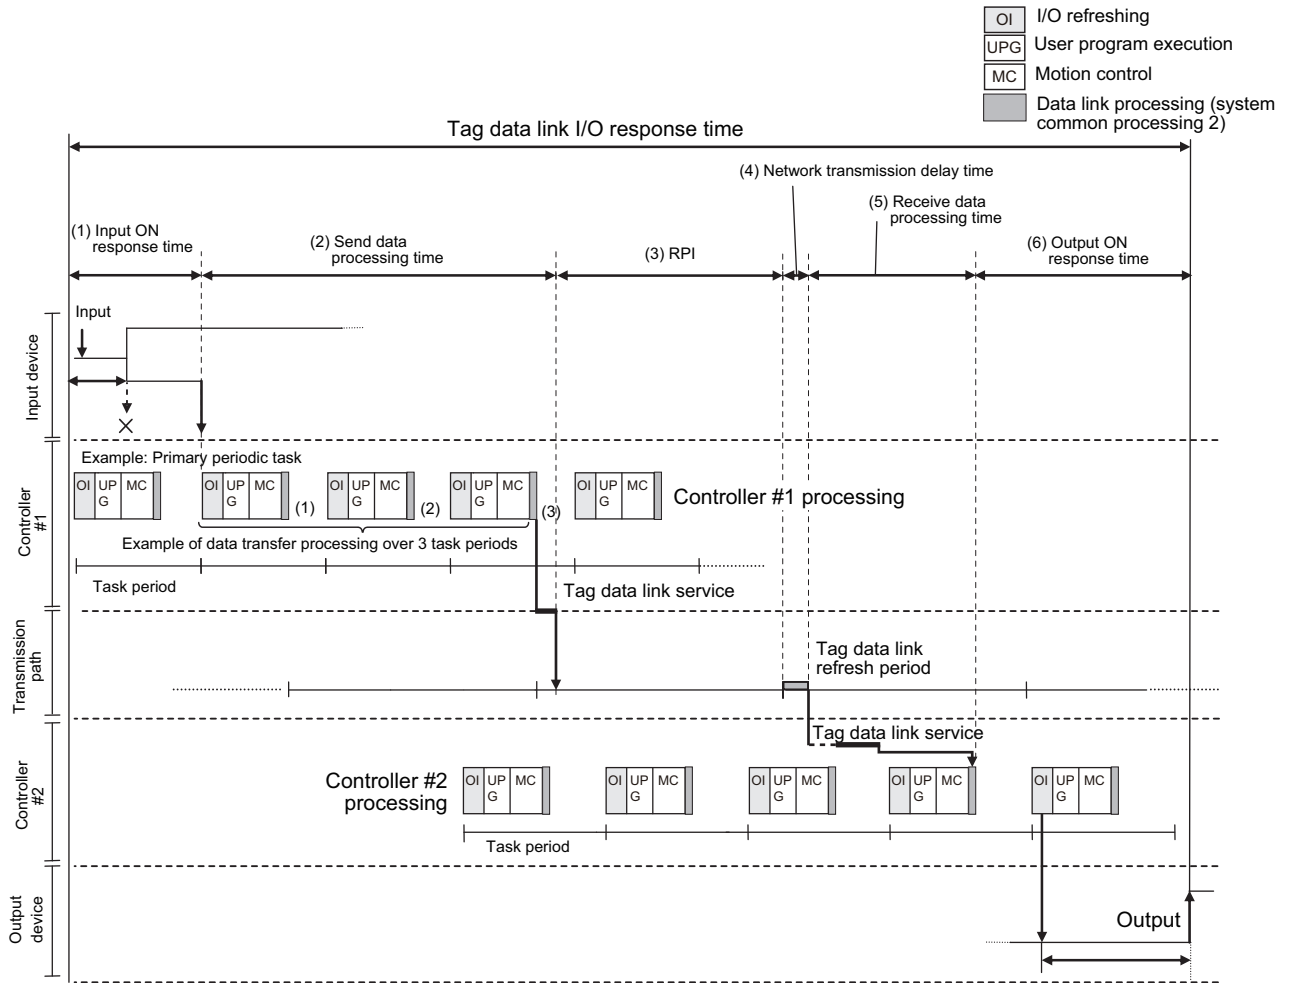 OI I/O refreshing
UPG User program execution
MC Motion control
Data link processing (system
common processing 2)
Tag data link I/O response time
(4) Network transmission delay time
(5) Receive data
processing time
(1) Input ON
response time
(2) Send data
processing time
(3) RPI
(6) Output ON
response time
Input device
Input
Example: Primary periodic task
Controller
#1
OI UP
G MC
OI UP
G MC
(1)
OI UP
G MC
(2)
OI UP
G MC
(3)
OI UP
G MC
Controller #1 processing
Example of data transfer processing over 3 task periods
Task period
Tag data link service
Transmission
path
Tag data link
refresh period
Tag data link service
Controller
#2
Controller #2
processing
OI UP
G MC
OI UP
G MC
OI UP
G MC
OI UP
G MC
OI UP
G MC
Task period
Output
device
Output